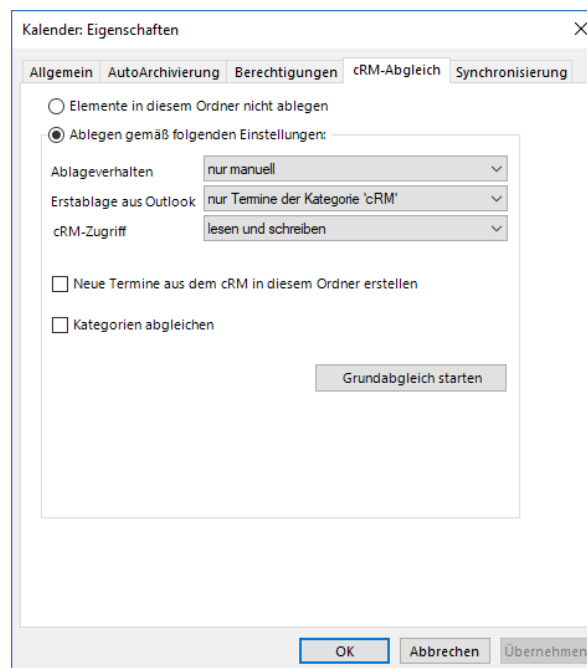 Kalender: Eigenschaften
Allgemein AutoArchivierung Berechtigungen cRM-Abgleich Synchronisierung
Elemente in diesem Ordner nicht ablegen
Ablegen gemäß folgenden Einstellungen:
Ablageverhalten nur manuell
Erstablage aus Outlook nur Termine der Kategorie 'cRM'
cRM-Zugriff lesen und schreiben
Neue Termine aus dem cRM in diesem Ordner erstellen
Kategorien abgleichen
Grundabgleich starten
OK Abbrechen Übernehmen